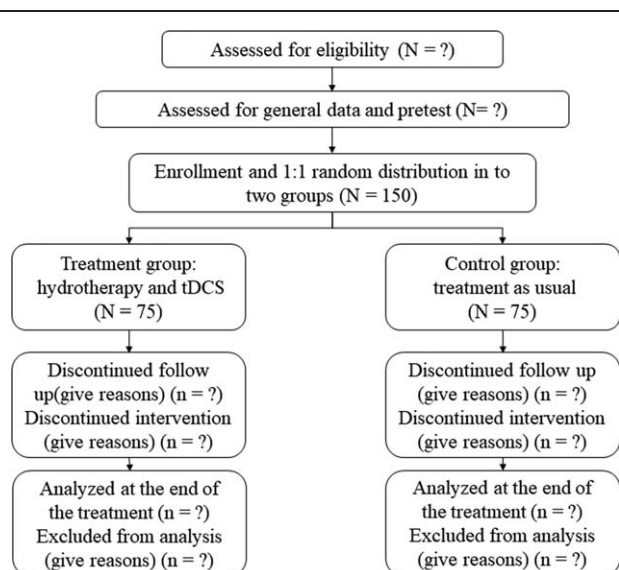 Assessed for eligibility (N = ?)
Assessed for general data and pretest (N= ?)
Enrollment and 1:1 random distribution in to
two groups (N = 150)
Treatment group:
hydrotherapy and tDCS
(N = 75)
Control group:
treatment as usual
(N = 75)
Discontinued follow
up(give reasons) (n = ?)
Discontinued intervention
(give reasons) (n = ?)
Discontinued follow up
(give reasons) (n = ?)
Discontinued intervention
(give reasons) (n = ?)
Analyzed at the end of
the treatment (n = ?)
Excluded from analysis
(give reasons) (n = ?)
Analyzed at the end of
the treatment (n = ?)
Excluded from analysis
(give reasons) (n = ?)